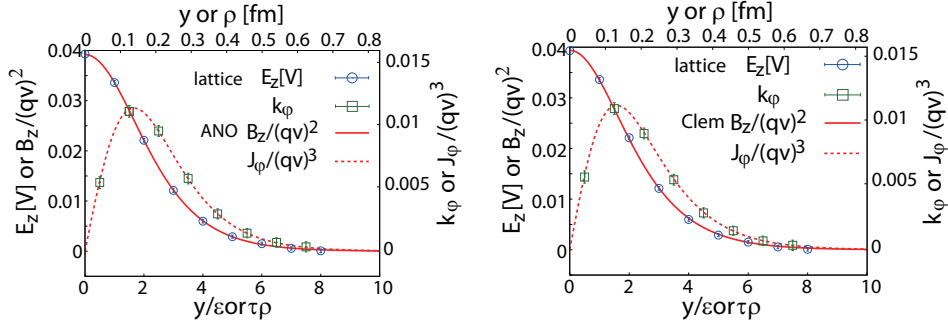 y or ρ [fm]
0 0.1 0.2 0.3 0.4 0.5 0.6 0.7 0.8
E_z[V] or B_z/(qv)^2
0.04
0.03
0.02
0.01
0
lattice E_z[V]
k_φ
ANO B_z/(qv)^2
J_φ/(qv)^3
0.015
0.01
0.005
0
k_φ or J_φ/(qv)^3
0 2 4 6 8 10
y/εorτρ
y or ρ [fm]
0 0.1 0.2 0.3 0.4 0.5 0.6 0.7 0.8
E_z[V] or B_z/(qv)^2
0.04
0.03
0.02
0.01
0
lattice E_z[V]
k_φ
Clem B_z/(qv)^2
J_φ/(qv)^3
0.015
0.01
0.005
0
k_φ or J_φ/(qv)^3
0 2 4 6 8 10
y/εorτρ